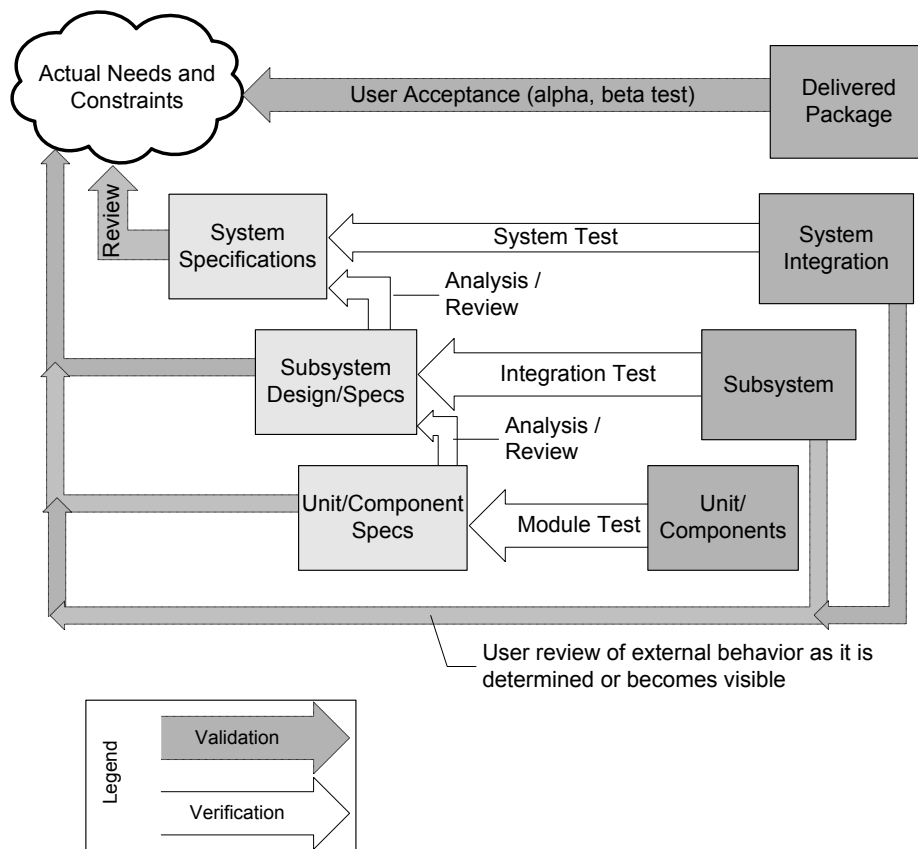 Actual Needs and
Constraints
User Acceptance (alpha, beta test)
Delivered
Package
Review
System
Specifications
System Test
System
Integration
Analysis /
Review
Subsystem
Design/Specs
Integration Test
Subsystem
Analysis /
Review
Unit/Component
Specs
Module Test
Unit/
Components
User review of external behavior as it is
determined or becomes visible
Legend
Validation
Verification